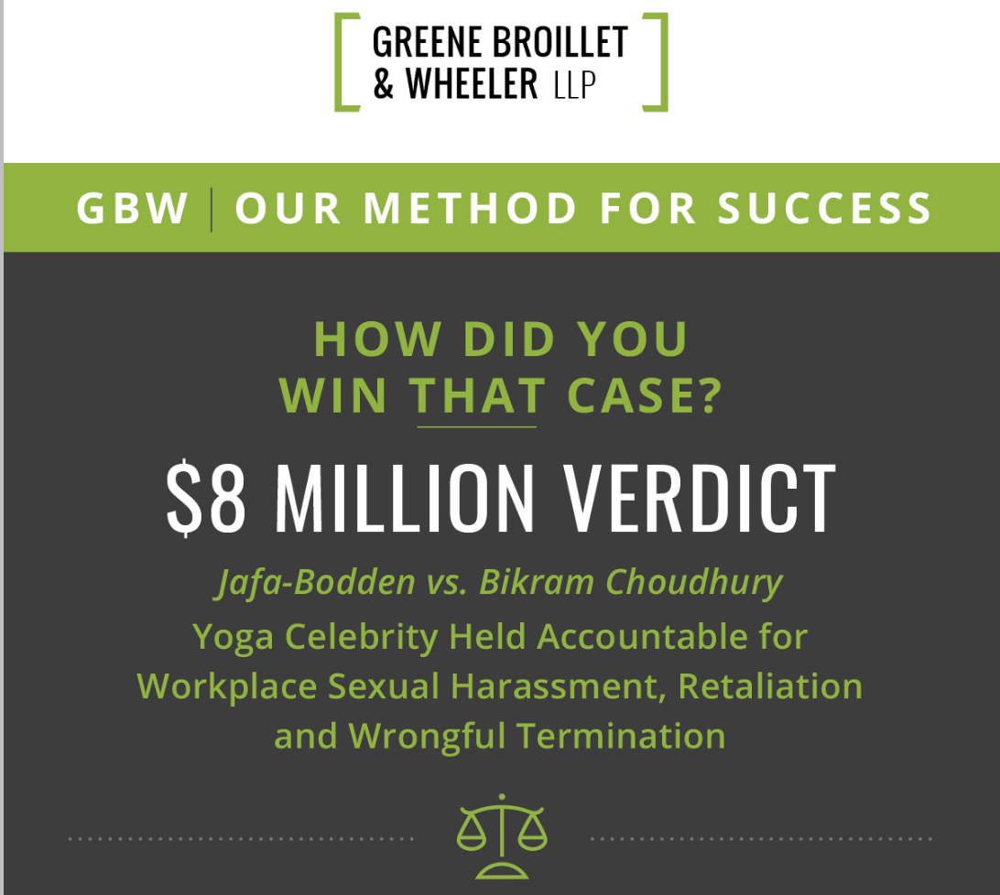 GREENE BROILLET
& WHEELER LLP
GBW | OUR METHOD FOR SUCCESS
HOW DID YOU
WIN THAT CASE?
$8 MILLION VERDICT
Jafa-Bodden vs. Bikram Choudhury
Yoga Celebrity Held Accountable for
Workplace Sexual Harassment, Retaliation
and Wrongful Termination